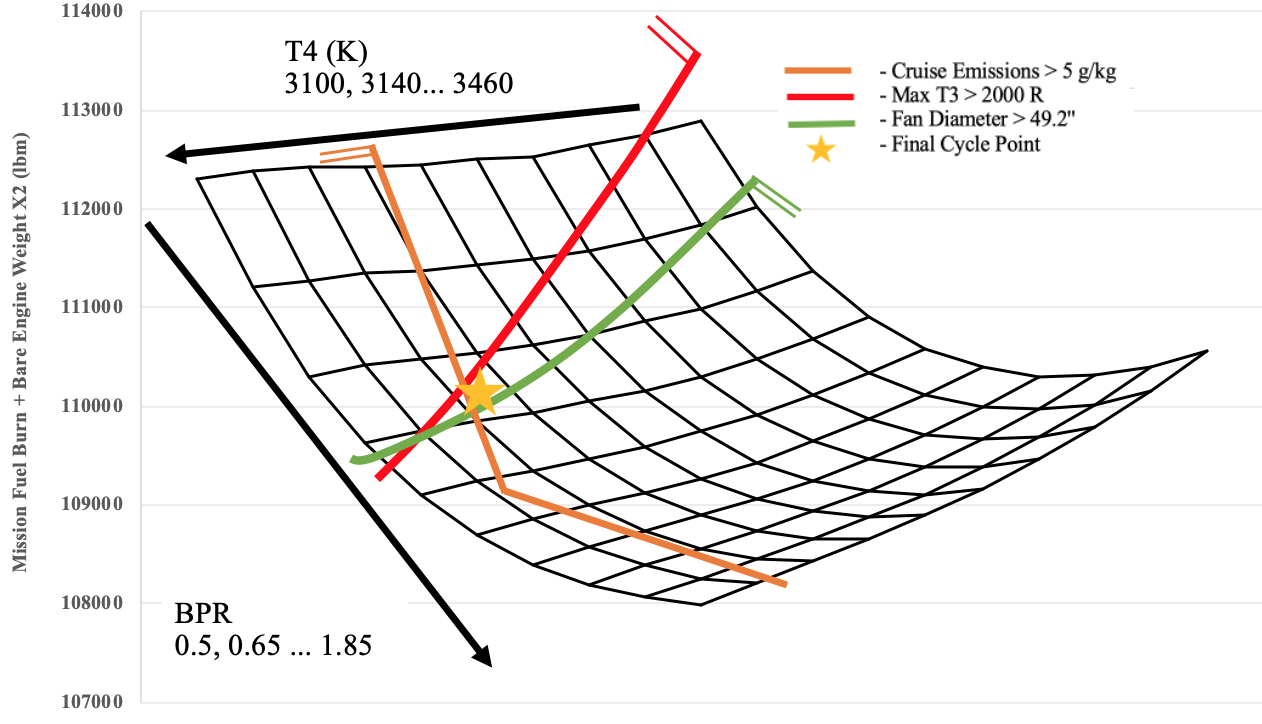 114000
113000
112000
111000
110000
109000
108000
107000
Mission Fuel Burn + Bare Engine Weight X2 (lbm)
T4 (K)
3100, 3140... 3460
- Cruise Emissions > 5 g/kg
- Max T3 > 2000 R
- Fan Diameter > 49.2"
- Final Cycle Point
BPR
0.5, 0.65 ... 1.85